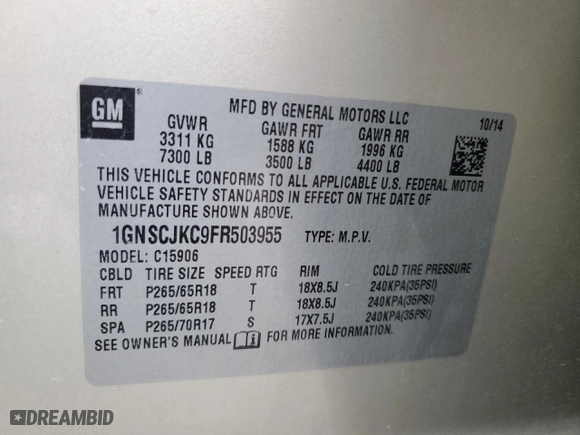 GM ®
MFD BY GENERAL MOTORS LLC
10/14
GVWR GAWR FRT GAWR RR
3311 KG 1588 KG 1996 KG
7300 LB 3500 LB 4400 LB
THIS VEHICLE CONFORMS TO ALL APPLICABLE U.S. FEDERAL MOTOR
VEHICLE SAFETY STANDARDS IN EFFECT ON THE DATE OF
MANUFACTURE SHOWN ABOVE.
1GNSCJKC9FR503955 TYPE: M.P.V.
MODEL: C15906
CBLD TIRE SIZE SPEED RTG RIM COLD TIRE PRESSURE
FRT P265/65R18 T 18X8.5J 240KPA(35PSI)
RR P265/65R18 T 18X8.5J 240KPA(35PSI)
SPA P265/70R17 S 17X7.5J 240KPA(35PSI)
SEE OWNER'S MANUAL FOR MORE INFORMATION.
DREAMBID